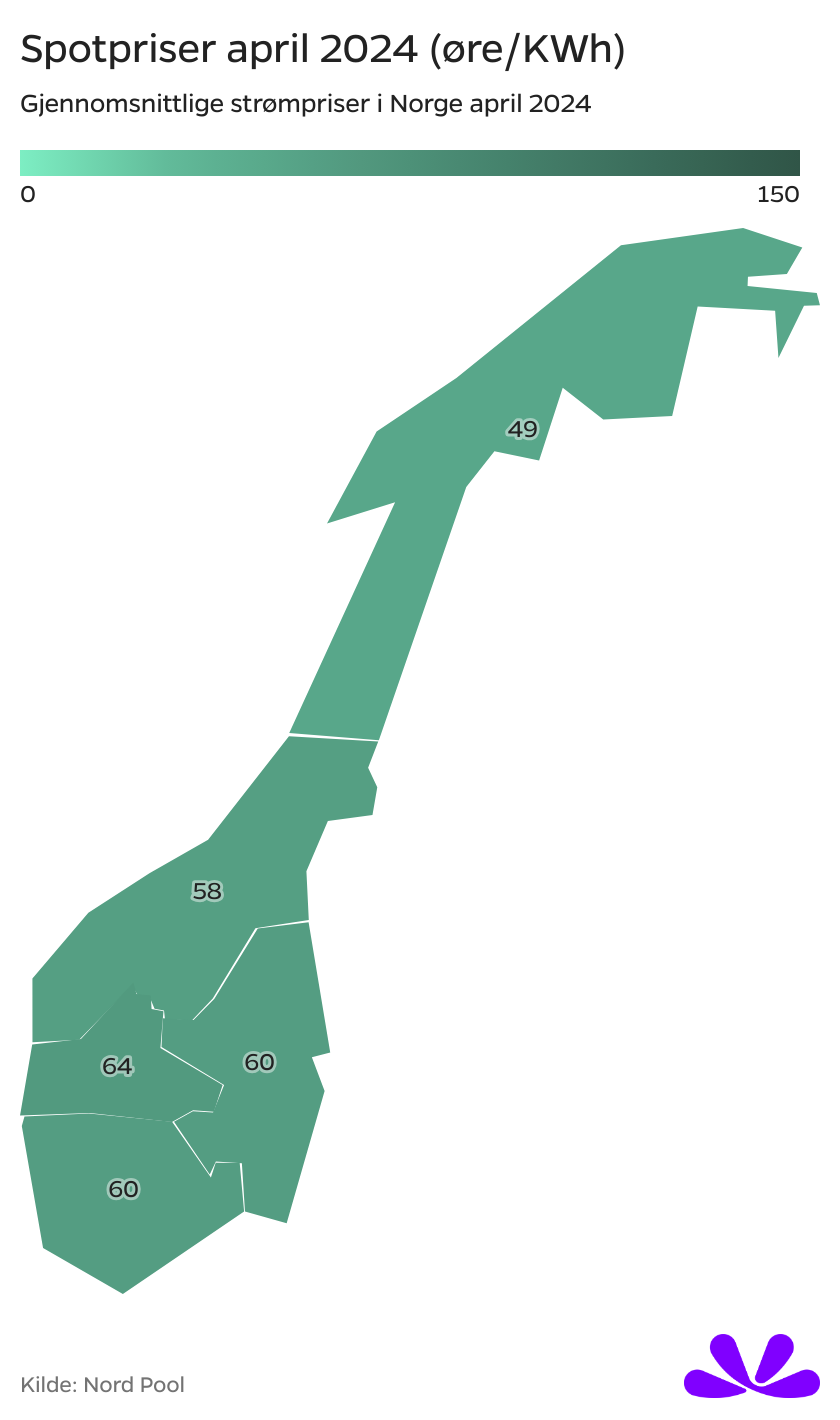 Spotpriser april 2024 (øre/KWh)
Gjennomsnittlige strømpriser i Norge april 2024
0 150
49
58
64
60
60
Kilde: Nord Pool